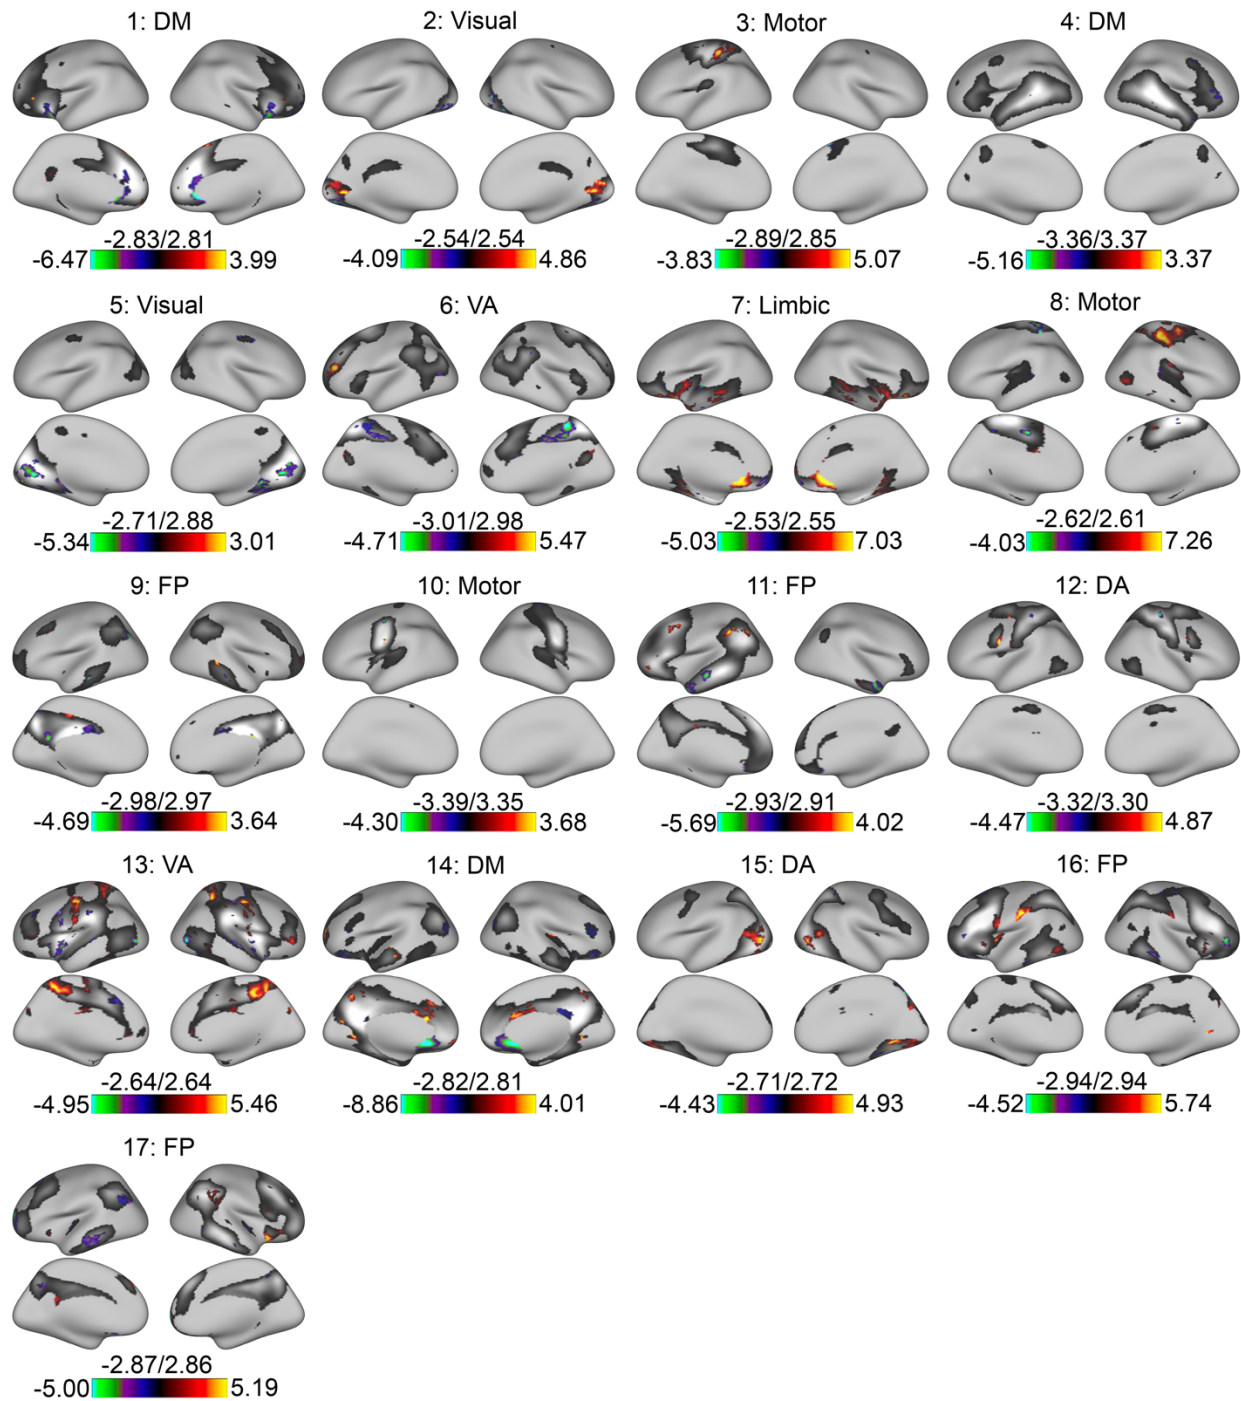 1: DM
2: Visual
3: Motor
4: DM
-2.83/2.81
-6.47 3.99
-2.54/2.54
-4.09 4.86
-2.89/2.85
-3.83 5.07
-3.36/3.37
-5.16 3.37
5: Visual
6: VA
7: Limbic
8: Motor
-2.71/2.88
-5.34 3.01
-3.01/2.98
-4.71 5.47
-2.53/2.55
-5.03 7.03
-2.62/2.61
-4.03 7.26
9: FP
10: Motor
11: FP
12: DA
-2.98/2.97
-4.69 3.64
-3.39/3.35
-4.30 3.68
-2.93/2.91
-5.69 4.02
-3.32/3.30
-4.47 4.87
13: VA
14: DM
15: DA
16: FP
-2.64/2.64
-4.95 5.46
-2.82/2.81
-8.86 4.01
-2.71/2.72
-4.43 4.93
-2.94/2.94
-4.52 5.74
17: FP
-2.87/2.86
-5.00 5.19